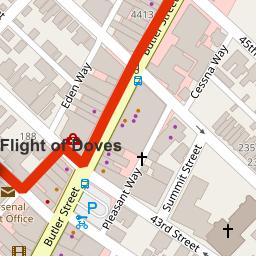 4413
Butler Street
45th
Cessna Way
Eden Way
188
Flight of Doves
235
Summit Street
Pleasant Way
Arsenal
Post Office
P
Butler Street
43rd Street